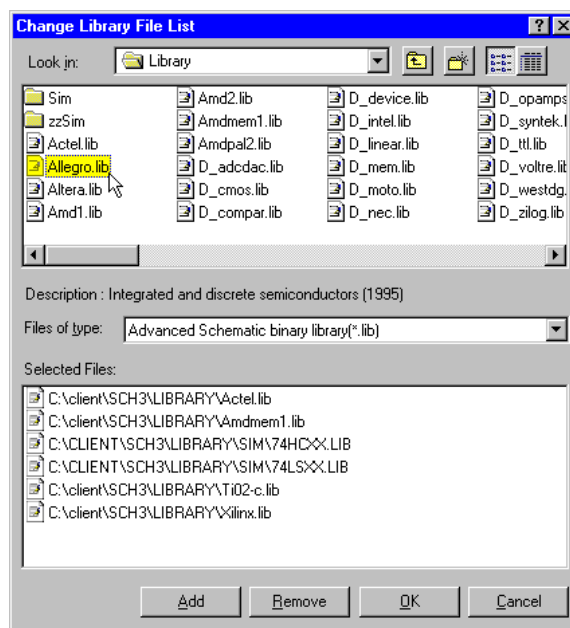 Change Library File List
Look in: Library
Sim Amd2.lib D_device.lib D_opamps
zzSim Amdmem1.lib D_intel.lib D_syntek.l
Actel.lib Amdpal2.lib D_linear.lib D_ttl.lib
Allegro.lib D_adcdac.lib D_mem.lib D_voltre.lib
Altera.lib D_cmos.lib D_moto.lib D_westdg.
Amd1.lib D_compar.lib D_nec.lib D_zilog.lib
Description : Integrated and discrete semiconductors (1995)
Files of type: Advanced Schematic binary library(*.lib)
Selected Files:
C:\client\SCH3\LIBRARY\Actel.lib
C:\client\SCH3\LIBRARY\Amdmem1.lib
C:\CLIENT\SCH3\LIBRARY\SIM\74HCXX.LIB
C:\CLIENT\SCH3\LIBRARY\SIM\74LSXX.LIB
C:\client\SCH3\LIBRARY\Ti02-c.lib
C:\client\SCH3\LIBRARY\Xilinx.lib
Add Remove OK Cancel